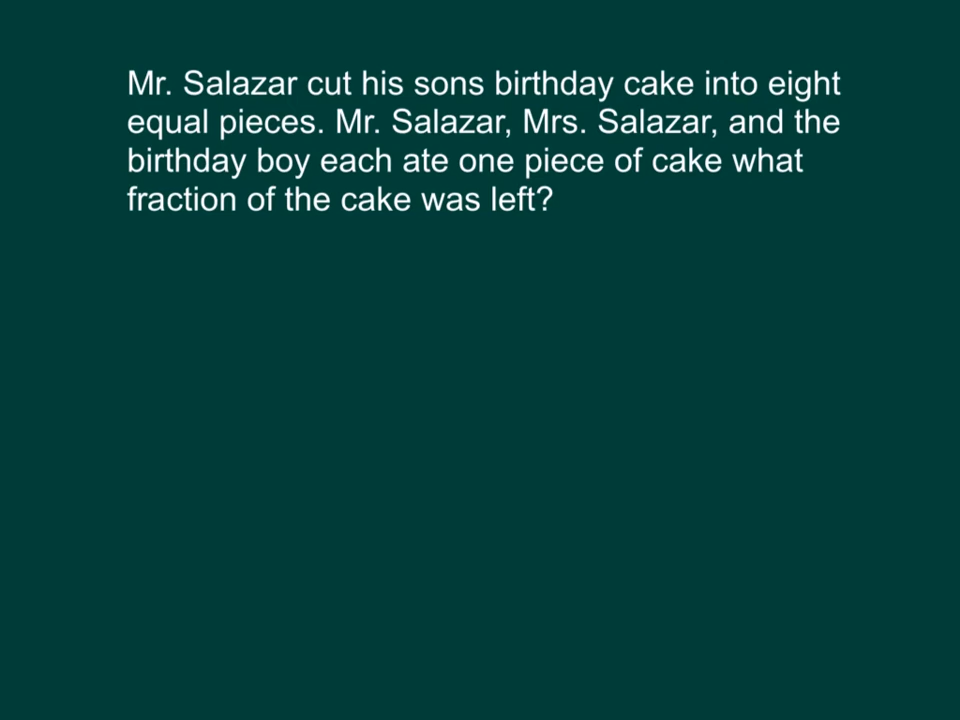 Mr. Salazar cut his sons birthday cake into eight
equal pieces. Mr. Salazar, Mrs. Salazar, and the
birthday boy each ate one piece of cake what
fraction of the cake was left?